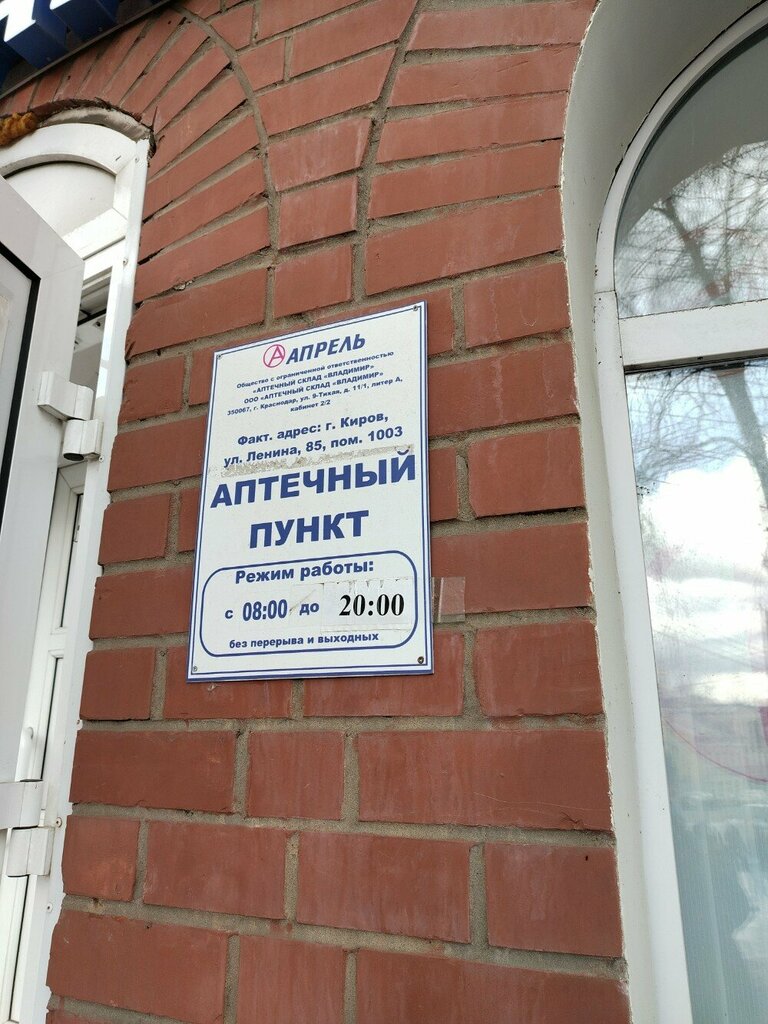 АПРЕЛЬ
Общество с ограниченной ответственностью
«АПТЕЧНЫЙ СКЛАД «ВЛАДИМИР»
ООО «АПТЕЧНЫЙ СКЛАД «ВЛАДИМИР»
350067, г. Краснодар, ул. 9-Тихая, д. 11/1, литер А,
кабинет 2/2
Факт. адрес: г. Киров,
ул. Ленина, 85, пом. 1003
АПТЕЧНЫЙ
ПУНКТ
Режим работы:
с 08:00 до 20:00
без перерыва и выходных